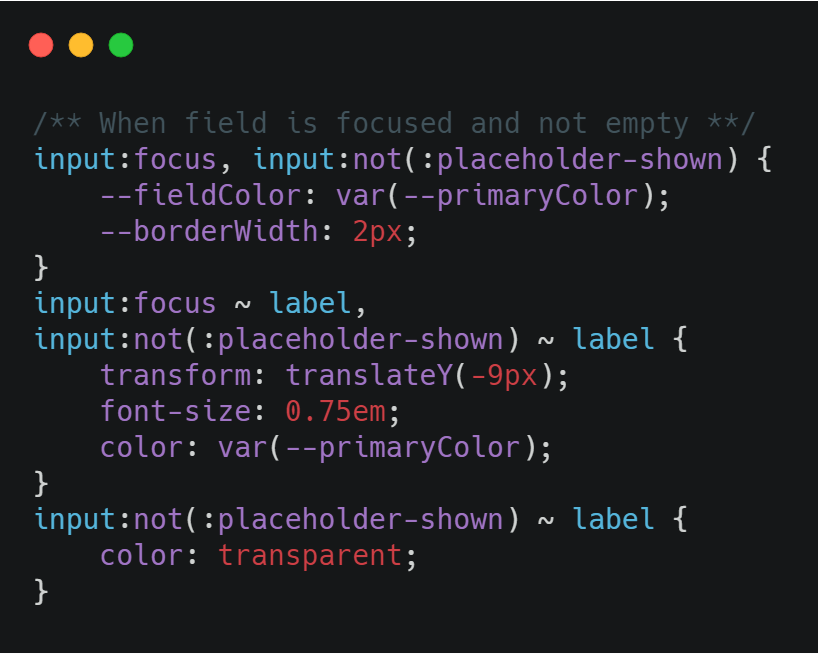 /** When field is focused and not empty **/
input:focus, input:not(:placeholder-shown) {
    --fieldColor: var(--primaryColor);
    --borderWidth: 2px;
}
input:focus ~ label,
input:not(:placeholder-shown) ~ label {
    transform: translateY(-9px);
    font-size: 0.75em;
    color: var(--primaryColor);
}
input:not(:placeholder-shown) ~ label {
    color: transparent;
}